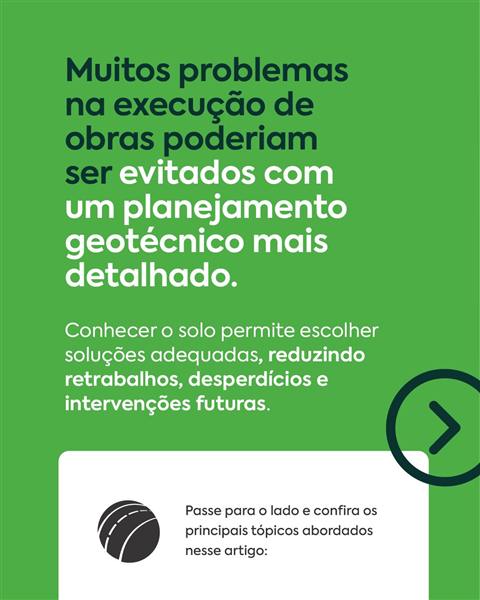 Muitos problemas
na execução de
obras poderiam
ser evitados com
um planejamento
geotécnico mais
detalhado.
Conhecer o solo permite escolher
soluções adequadas, reduzindo
retrabalhos, desperdícios e
intervenções futuras.
Passe para o lado e confira os
principais tópicos abordados
nesse artigo: